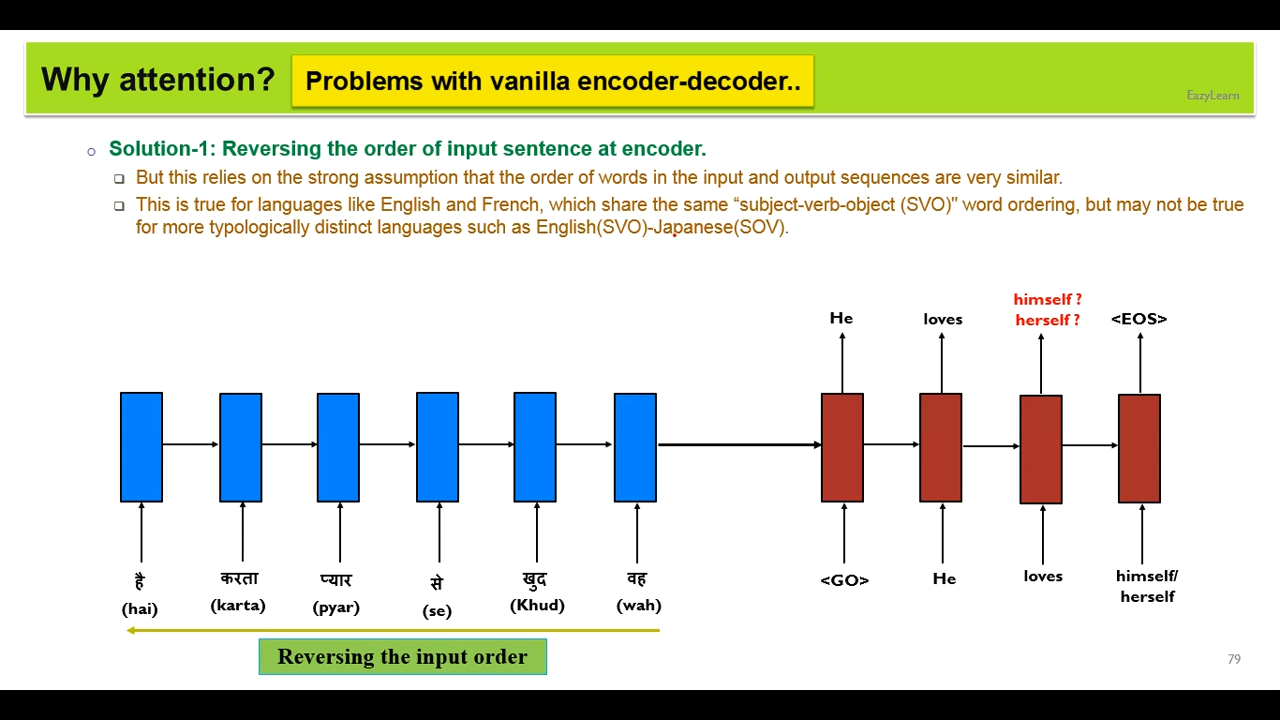 Why attention?
Problems with vanilla encoder-decoder..
EazyLearn
Solution-1: Reversing the order of input sentence at encoder.
But this relies on the strong assumption that the order of words in the input and output sequences are very similar.
This is true for languages like English and French, which share the same “subject-verb-object (SVO)" word ordering, but may not be true
for more typologically distinct languages such as English(SVO)-Japanese(SOV).
himself ?
He loves herself ? <EOS>
है करता प्यार से खुद वह
(hai) (karta) (pyar) (se) (Khud) (wah)
<GO> He loves himself/
herself
Reversing the input order
79